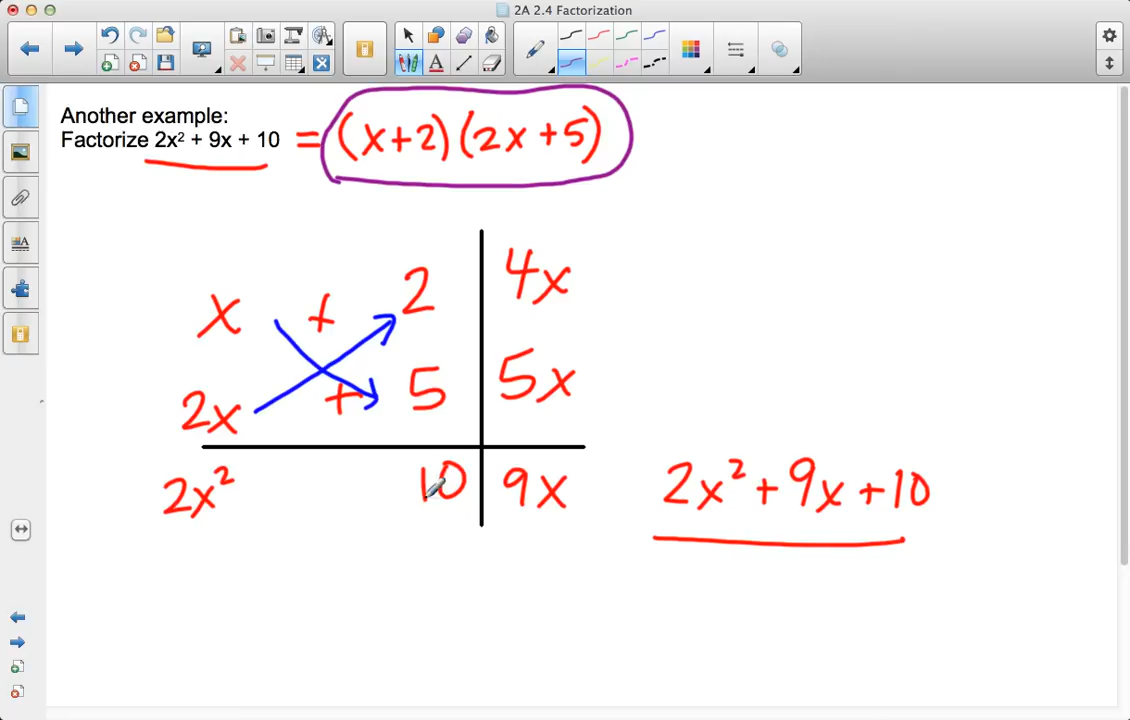 2A 2.4 Factorization
Another example:
Factorize 2x² + 9x + 10 = (x+2)(2x+5)
x + 2 4x
2x + 5 5x
2x² 10 9x
2x² + 9x + 10